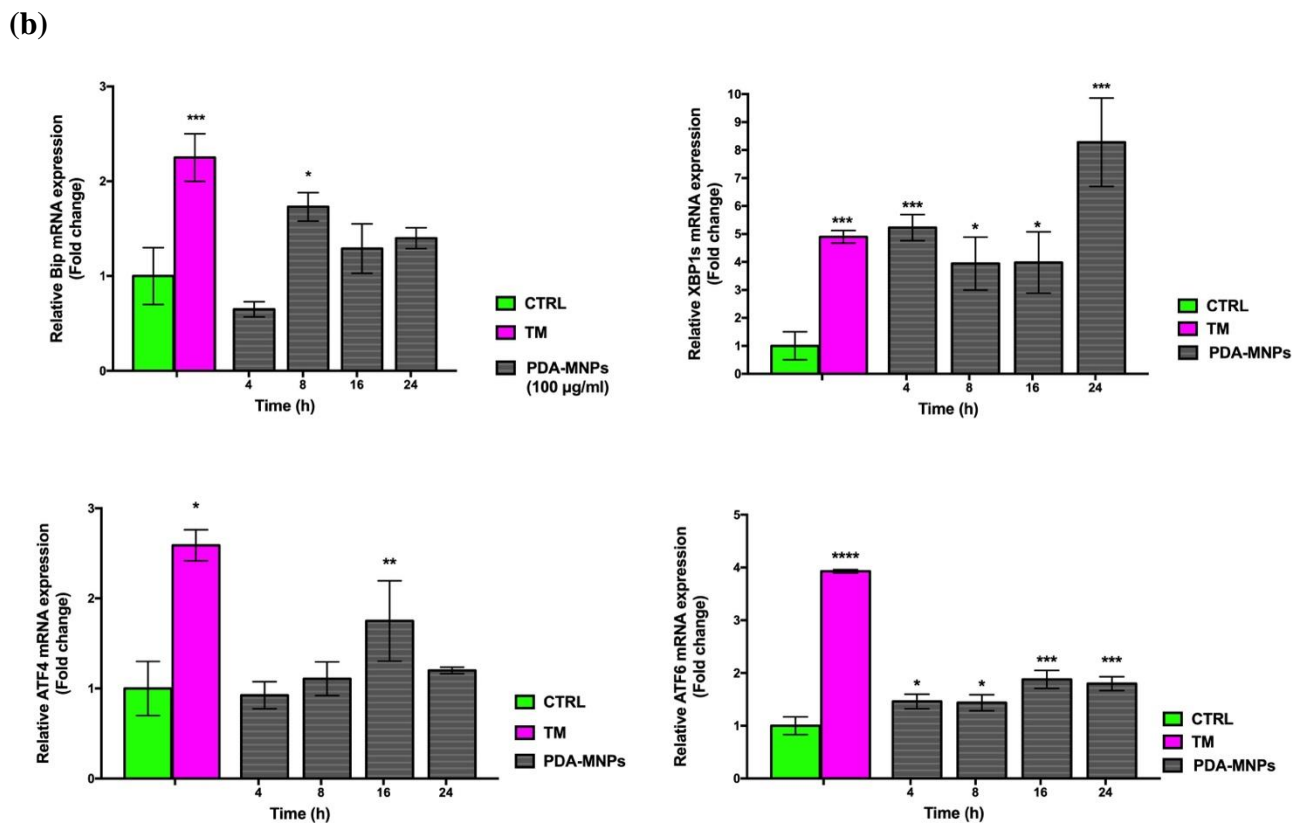 (b)
Relative Bip mRNA expression
(Fold change)
3
2
1
0
***
*
4
8
16
24
Time (h)
CTRL
TM
PDA-MNPs
(100 µg/ml)
Relative XBP1s mRNA expression
(Fold change)
10
9
8
7
6
5
4
3
2
1
0
***
***
*
*
***
4
8
16
24
Time (h)
CTRL
TM
PDA-MNPs
Relative ATF4 mRNA expression
(Fold change)
3
2
1
0
*
**
4
8
16
24
Time (h)
CTRL
TM
PDA-MNPs
Relative ATF6 mRNA expression
(Fold change)
5
4
3
2
1
0
****
*
*
***
***
4
8
16
24
Time (h)
CTRL
TM
PDA-MNPs